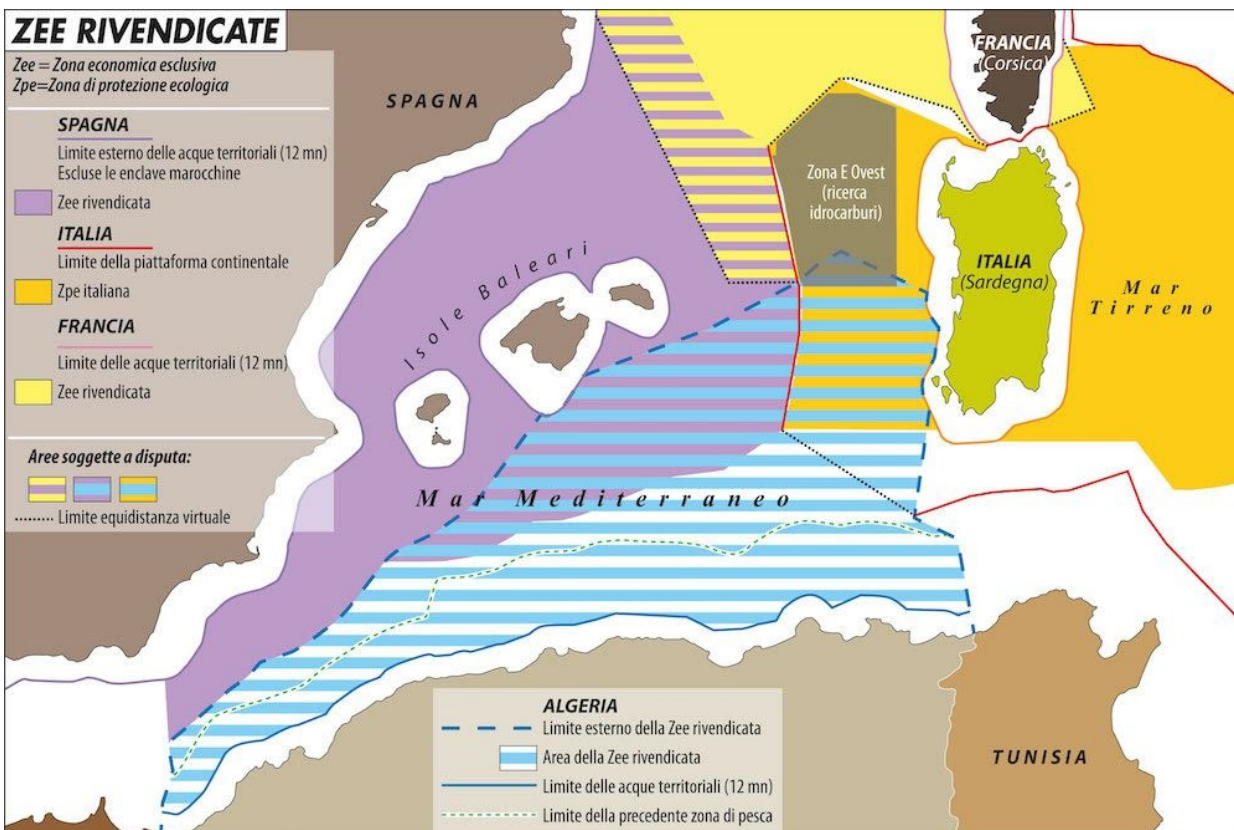 ZEE RIVENDICATE
Zee = Zona economica esclusiva
Zpe=Zona di protezione ecologica
SPAGNA
Limite esterno delle acque territoriali (12 mn)
Escluse le enclave marocchine
Zee rivendicata
ITALIA
Limite della piattaforma continentale
Zpe italiana
FRANCIA
Limite delle acque territoriali (12 mn)
Zee rivendicata
Aree soggette a disputa:
Limite equidistanza virtuale
SPAGNA
FRANCIA
(Corsica)
Zona E Ovest
(ricerca
idrocarburi)
Isole Baleari
ITALIA
(Sardegna)
Mar
Tirreno
Mar Mediterraneo
ALGERIA
Limite esterno della Zee rivendicata
Area della Zee rivendicata
Limite delle acque territoriali (12 mn)
Limite della precedente zona di pesca
TUNISIA